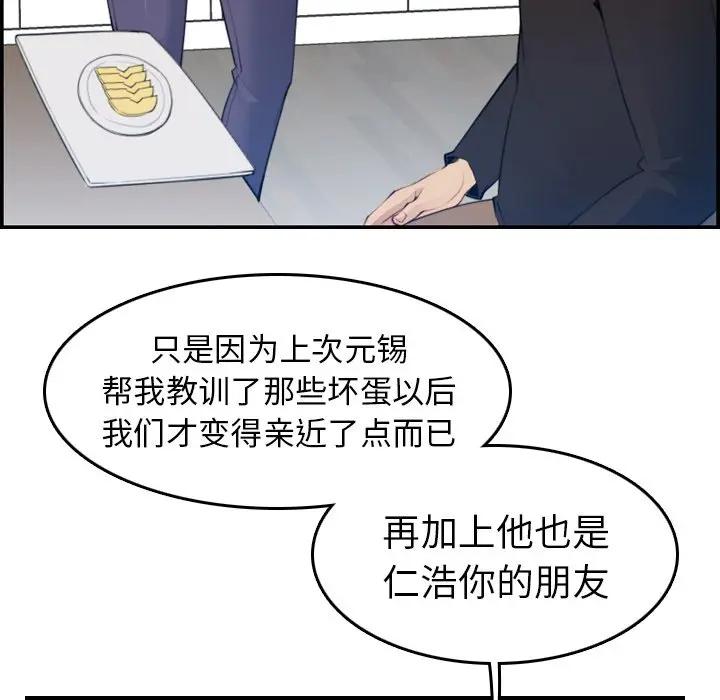 只是因为上次元锡
帮我教训了那些坏蛋以后
我们才变得亲近了点而已
再加上他也是
仁浩你的朋友